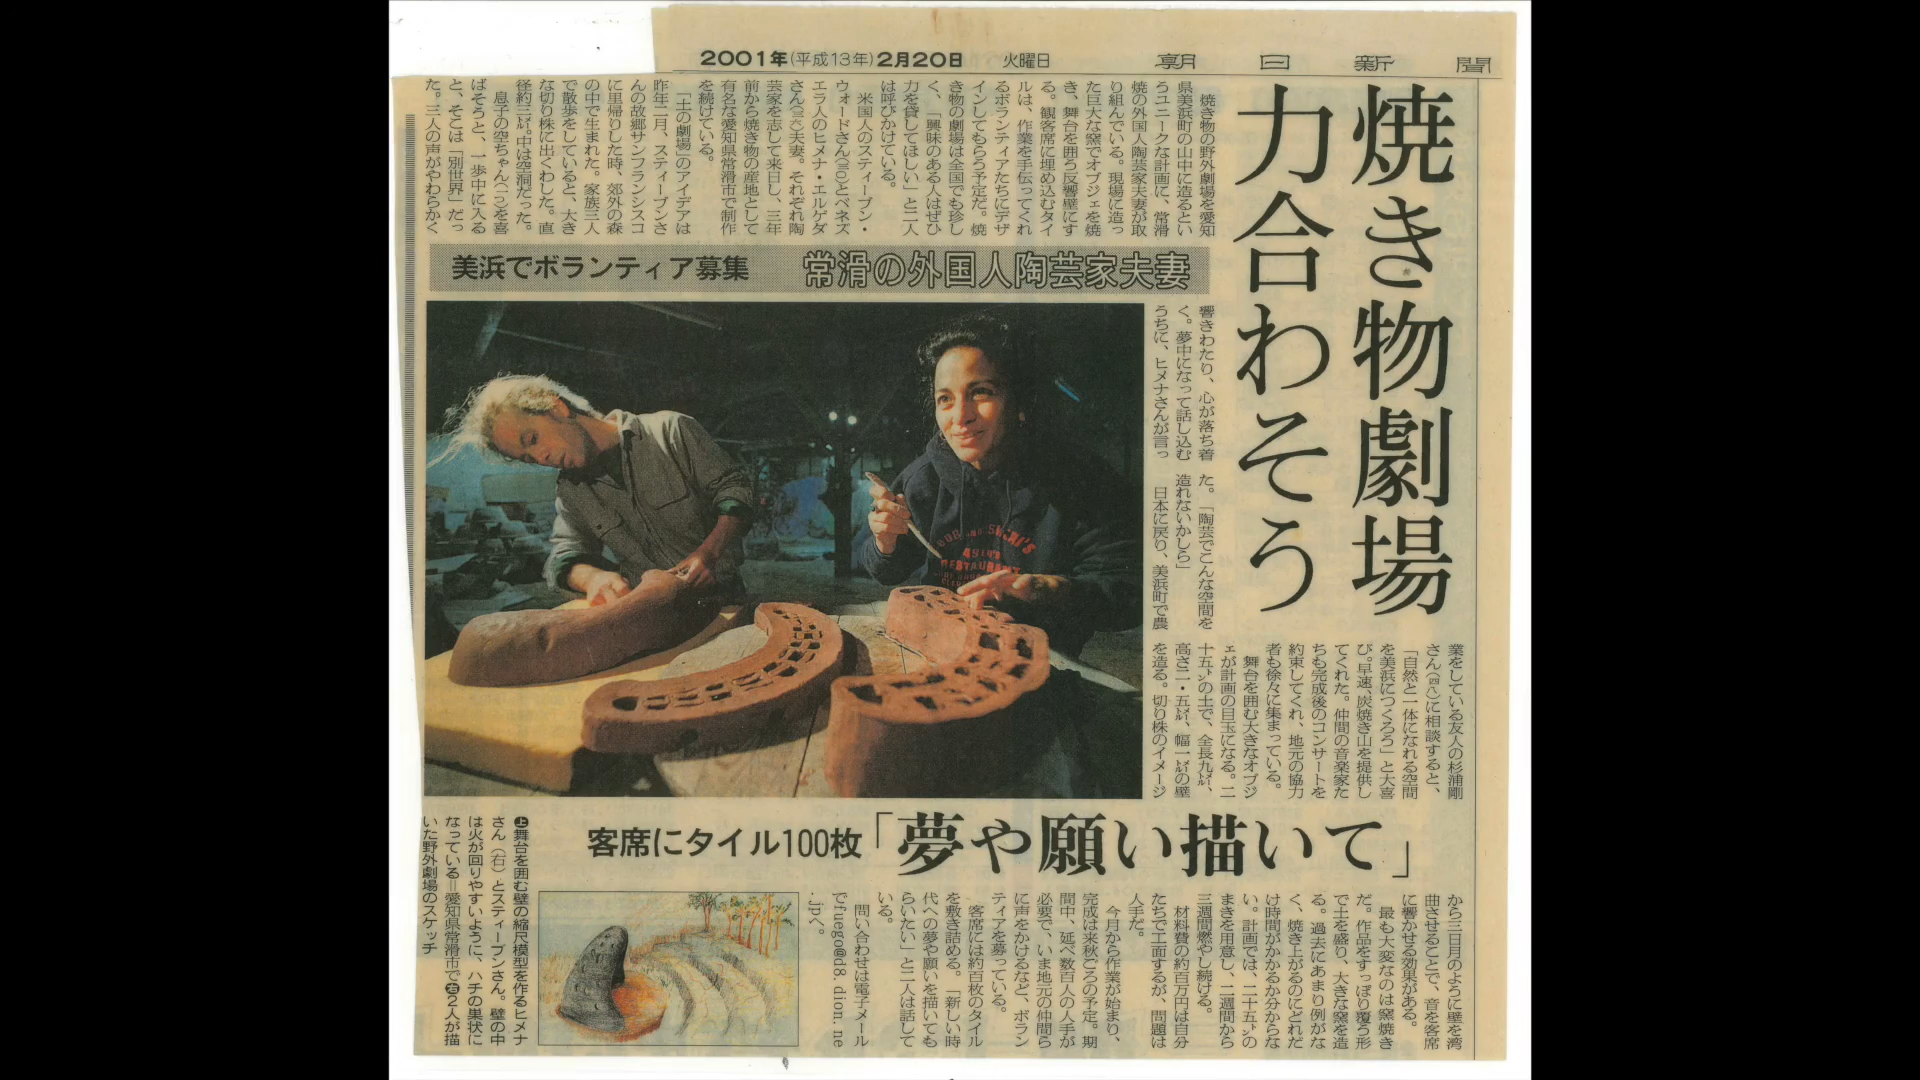 2001年(平成13年)2月20日 火曜日 朝日新聞
焼き物劇場
力合わそう
焼き物の野外劇場を愛知
県美浜町の山中に造るとい
うユニークな計画に、常滑
焼の外国人陶芸家夫妻が取
り組んでいる。現場に造っ
た巨大な窯でオブジェを焼
き、舞台を囲う反響壁にす
る。観客席に埋め込むタイ
ルは、作業を手伝ってくれ
るボランティアたちにデザ
インしてもらう予定だ。焼
き物の劇場は全国でも珍し
く、「興味のある人はぜひ
力を貸してほしい」と二人
は呼びかけている。
米国人のスティーブン・
ウォードさん(三〇)とベネズ
エラ人のヒメナ・エルゲダ
さん(三六)夫妻。それぞれ陶
芸家を志して来日し、三年
前から焼き物の産地として
有名な愛知県常滑市で制作
を続けている。
「土の劇場」のアイデアは
昨年二月、スティーブンさ
んの故郷サンフランシスコ
に里帰りした時、郊外の森
の中で生まれた。家族三人
で散歩をしていると、大き
な切り株に出くわした。直
径約三㍍。中は空洞だった。
息子の空ちゃん(一つ)を喜
ばそうと、一歩中に入る
と、そこは「別世界」だっ
た。三人の声がやわらかく
常滑の外国人陶芸家夫妻
美浜でボランティア募集
響きわたり、心が落ち着
く。夢中になって話し込む
うちに、ヒメナさんが言っ
た。「陶芸でこんな空間を
造れないかしら」
日本に戻り、美浜町で農
業をしている友人の杉浦剛
さん(四八)に相談すると、
「自然と一体になれる空間
を美浜につくろう」と大喜
び。早速、炭焼き山を提供し
てくれた。仲間の音楽家た
ちも完成後のコンサートを
約束してくれ、地元の協力
者も徐々に集まっている。
舞台を囲む大きなオブジ
ェが計画の目玉になる。二
十五㌧の土で、全長九㍍、
高さ二・五㍍、幅一㍍の壁
を造る。切り株のイメージ
客席にタイル100枚「夢や願い描いて」
から三日月のように壁を湾
曲させることで、音を客席
に響かせる効果がある。
最も大変なのは窯焼き
だ。作品をすっぽり覆う形
で土を盛り、大きな窯を造
る。過去にあまり例がな
く、焼き上がるのにどれだ
け時間がかかるか分からな
い。計画では、二十五㌧の
まきを用意し、二週間から
三週間燃やし続ける。
材料費の約百万円は自分
たちで工面するが、問題は
人手だ。
今月から作業が始まり、
完成は来秋ごろの予定。期
間中、延べ数百人の人手が
必要で、いま地元の仲間ら
に声をかけるなど、ボラン
ティアを募っている。
客席には約百枚のタイル
を敷き詰める。「新しい時
代への夢や願いを描いても
らいたい」と二人は話して
いる。
問い合わせは電子メール
でfuego@d8.dion.ne
.jpへ。
㊤舞台を囲む壁の縮尺模型を作るヒメナ
さん(右)とスティーブンさん。壁の中
は火が回りやすいように、ハチの巣状に
なっている=愛知県常滑市で㊨2人が描
いた野外劇場のスケッチ